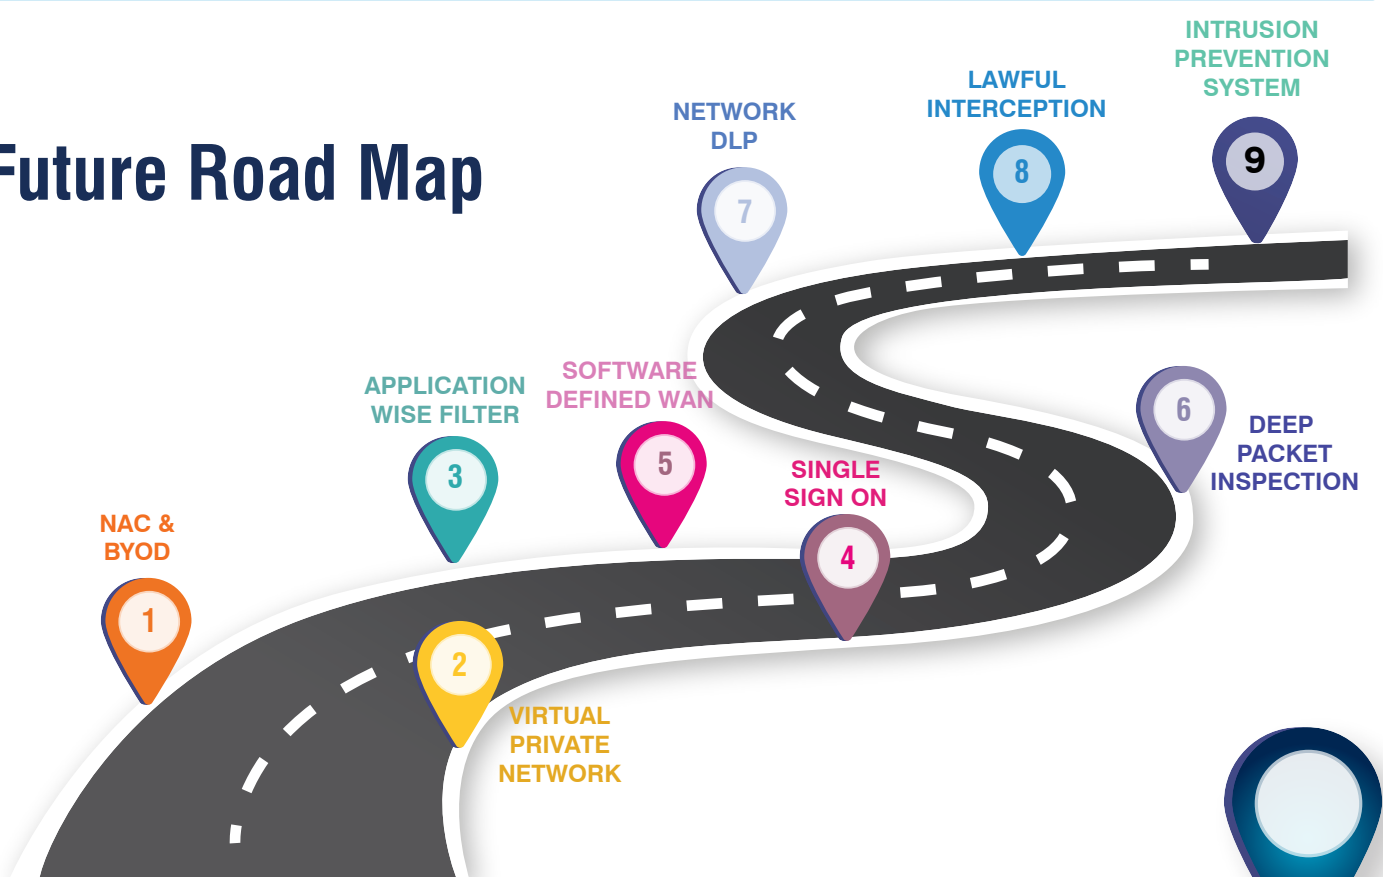 Future Road Map
1
NAC &
BYOD
2
VIRTUAL
PRIVATE
NETWORK
3
APPLICATION
WISE FILTER
4
SINGLE
SIGN ON
5
SOFTWARE
DEFINED WAN
6
DEEP
PACKET
INSPECTION
7
NETWORK
DLP
8
LAWFUL
INTERCEPTION
9
INTRUSION
PREVENTION
SYSTEM